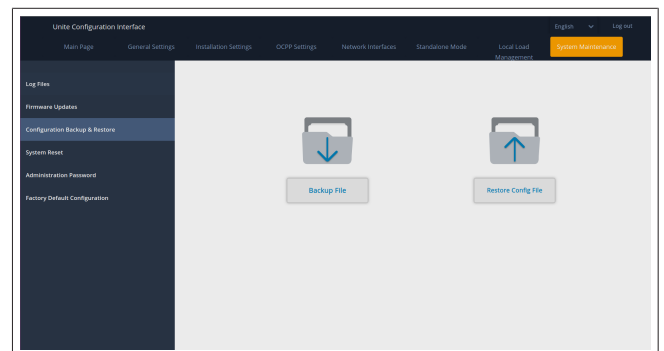 Unite Configuration Interface
English
Log out
Main Page
General Settings
Installation Settings
OCPP Settings
Network Interfaces
Standalone Mode
Local Load
Management
System Maintenance
Log Files
Firmware Updates
Configuration Backup & Restore
System Reset
Administration Password
Factory Default Configuration
Backup File
Restore Config File